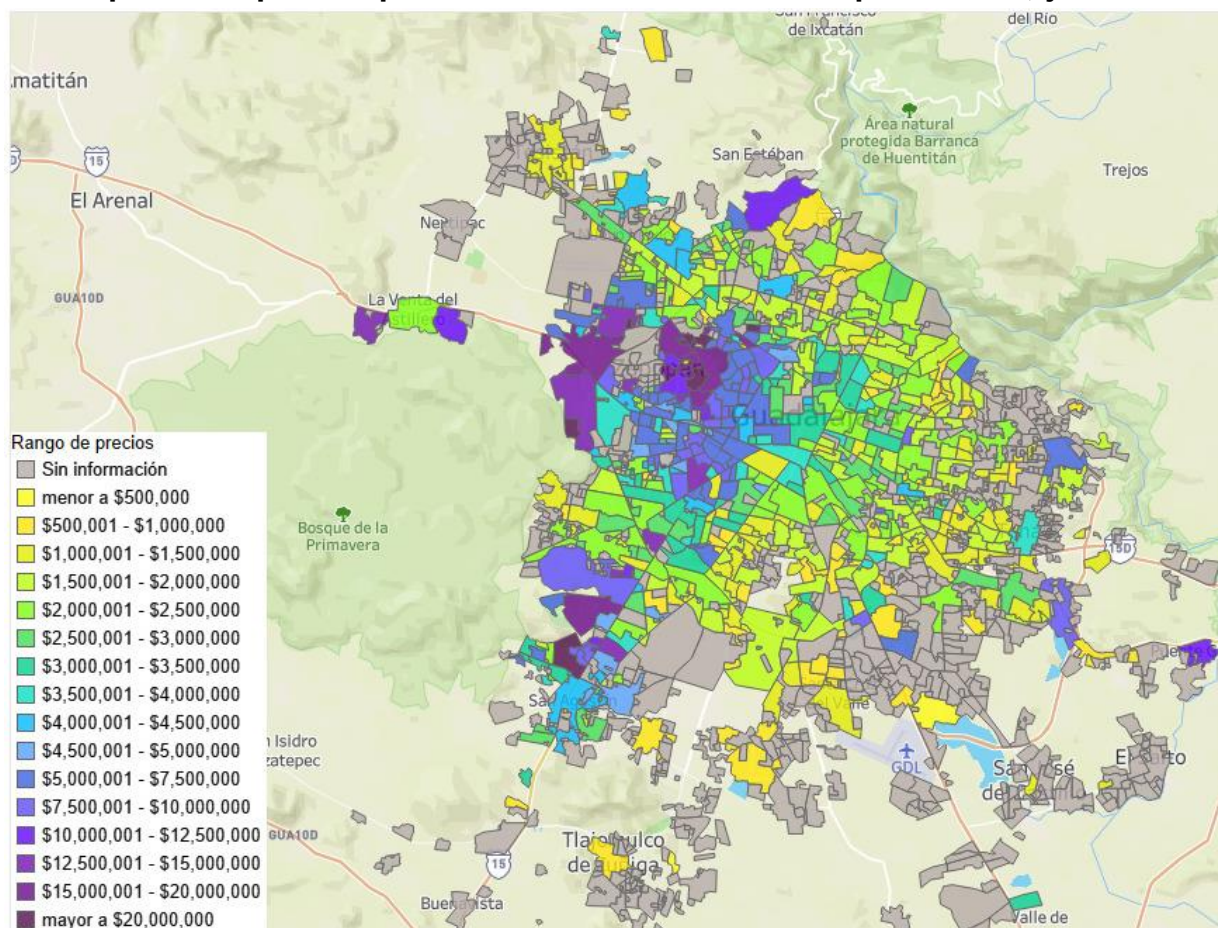 de Ixcatán
del Río
matitán
15
El Arenal
Área natural
protegida Barranca
de Huentitán
San Estéban
Trejos
GUA10D
La Venta del
Guadalajara
Rango de precios
Sin información
menor a $500,000
$500,001 - $1,000,000
$1,000,001 - $1,500,000
$1,500,001 - $2,000,000
$2,000,001 - $2,500,000
$2,500,001 - $3,000,000
$3,000,001 - $3,500,000
$3,500,001 - $4,000,000
$4,000,001 - $4,500,000
$4,500,001 - $5,000,000
$5,000,001 - $7,500,000
$7,500,001 - $10,000,000
$10,000,001 - $12,500,000
$12,500,001 - $15,000,000
$15,000,001 - $20,000,000
mayor a $20,000,000
Bosque de la
Primavera
15D
n Isidro
zatepec
GDL
San José
GUA10D
15
Buenavista
Valle de